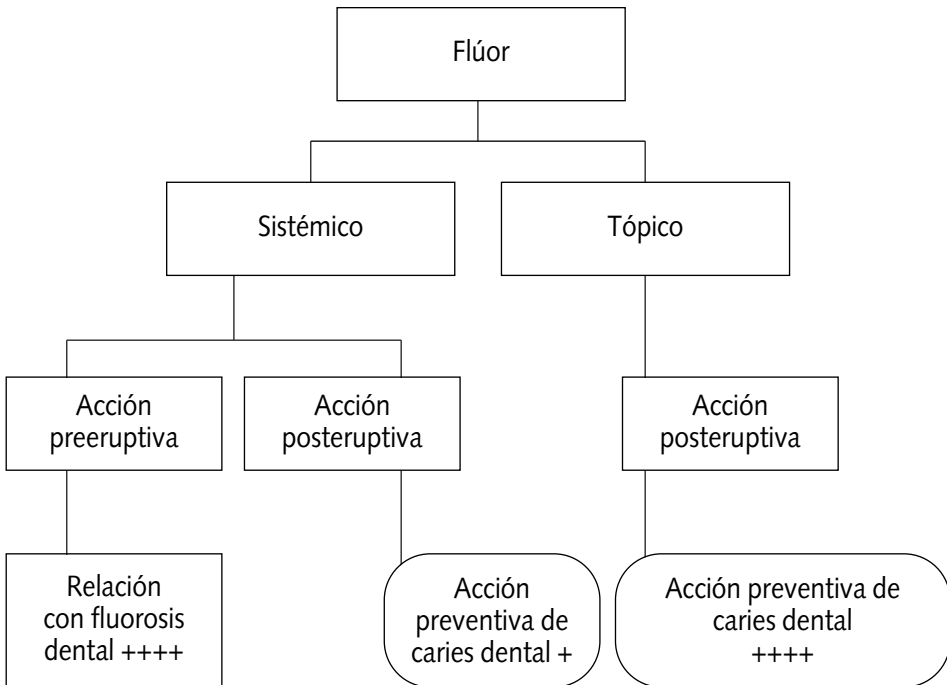 Flúor
Sistémico
Tópico
Acción
preeruptiva
Acción
posteruptiva
Acción
posteruptiva
Relación
con fluorosis
dental ++++
Acción
preventiva de
caries dental +
Acción preventiva de
caries dental
++++